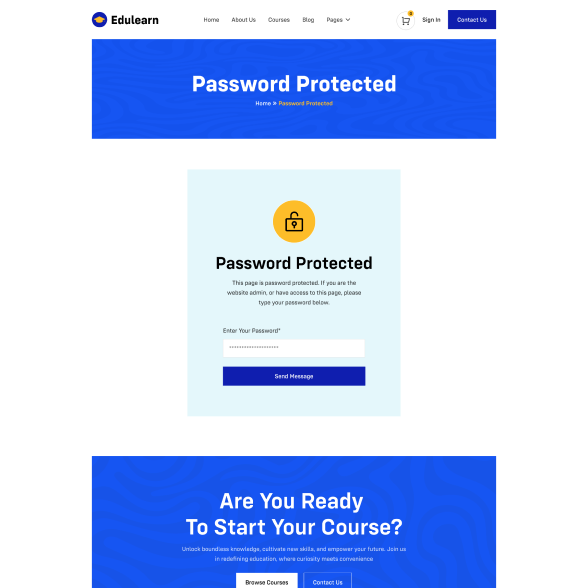 Edulearn
Home About Us Courses Blog Pages
0
Sign In
Contact Us
Password Protected
Home » Password Protected
Password Protected
This page is password protected. If you are the
website admin, or have access to this page, please
type your password below.
Enter Your Password*
********************
Send Message
Are You Ready
To Start Your Course?
Unlock boundless knowledge, cultivate new skills, and empower your future. Join us
in redefining education, where curiosity meets convenience
Browse Courses
Contact Us